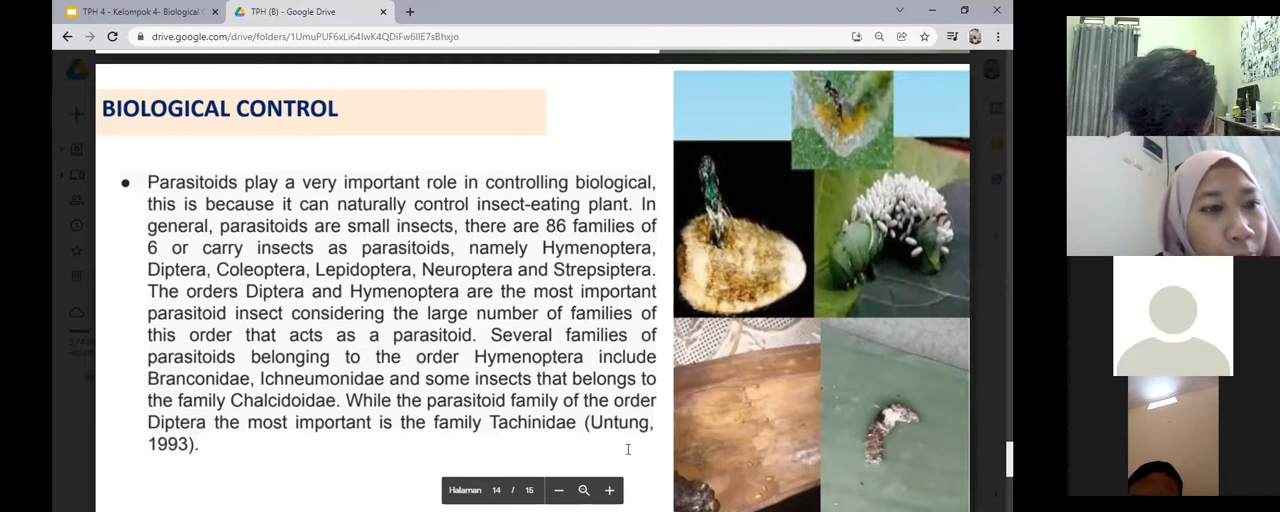 TPH 4 - Kelompok 4- Biological C
TPH (B) - Google Drive
drive.google.com/drive/folders/1UmuPUF6xLi64IwK4QDiFw6IIE7sBhxjo
BIOLOGICAL CONTROL
● Parasitoids play a very important role in controlling biological,
this is because it can naturally control insect-eating plant. In
general, parasitoids are small insects, there are 86 families of
6 or carry insects as parasitoids, namely Hymenoptera,
Diptera, Coleoptera, Lepidoptera, Neuroptera and Strepsiptera.
The orders Diptera and Hymenoptera are the most important
parasitoid insect considering the large number of families of
this order that acts as a parasitoid. Several families of
parasitoids belonging to the order Hymenoptera include
Branconidae, Ichneumonidae and some insects that belongs to
the family Chalcidoidae. While the parasitoid family of the order
Diptera the most important is the family Tachinidae (Untung,
1993).
Halaman 14 / 15